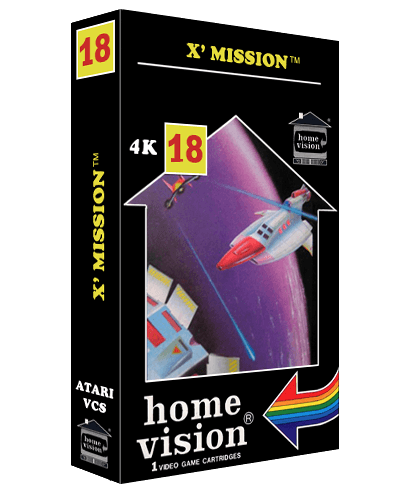 18
X' MISSION™
ATARI
VCS
home
vision
X' MISSION™
4K 18
home
vision
home
vision®
1 VIDEO GAME CARTRIDGES